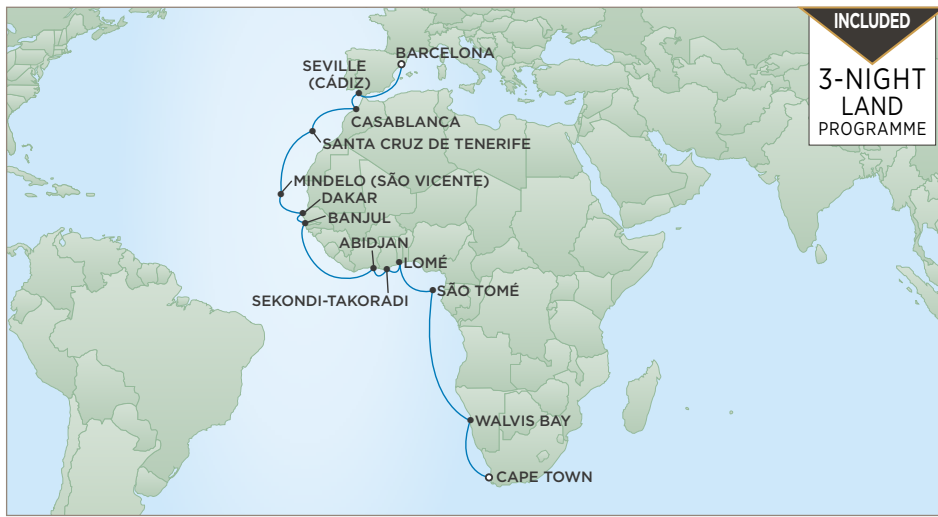 INCLUDED
3-NIGHT
LAND
PROGRAMME
BARCELONA
SEVILLE
(CÁDIZ)
CASABLANCA
SANTA CRUZ DE TENERIFE
MINDELO (SÃO VICENTE)
DAKAR
BANJUL
ABIDJAN
LOMÉ
SEKONDI-TAKORADI
SÃO TOMÉ
WALVIS BAY
CAPE TOWN